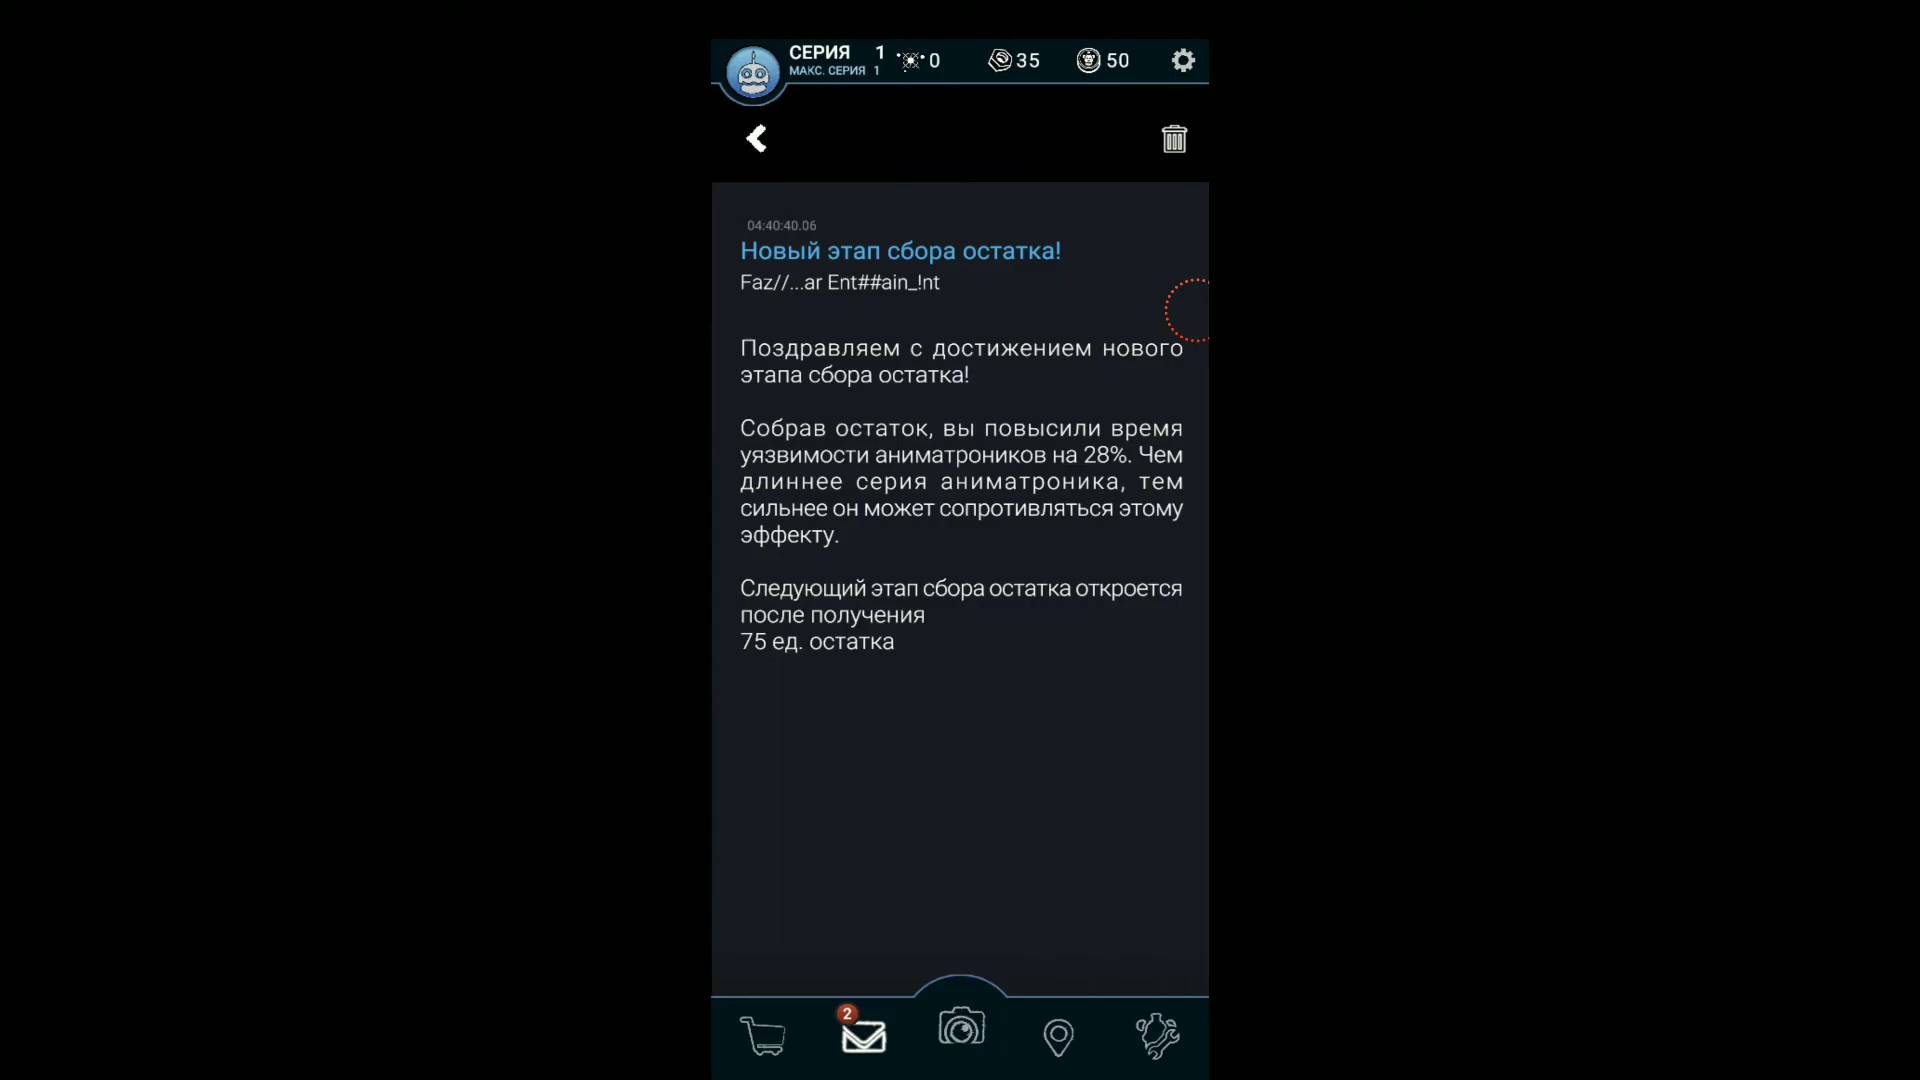 СЕРИЯ 1
МАКС. СЕРИЯ 1
0
35
50
04:40:40.06
Новый этап сбора остатка!
Faz//...ar Ent##ain_!nt
Поздравляем с достижением нового
этапа сбора остатка!
Собрав остаток, вы повысили время
уязвимости аниматроников на 28%. Чем
длиннее серия аниматроника, тем
сильнее он может сопротивляться этому
эффекту.
Следующий этап сбора остатка откроется
после получения
75 ед. остатка
2